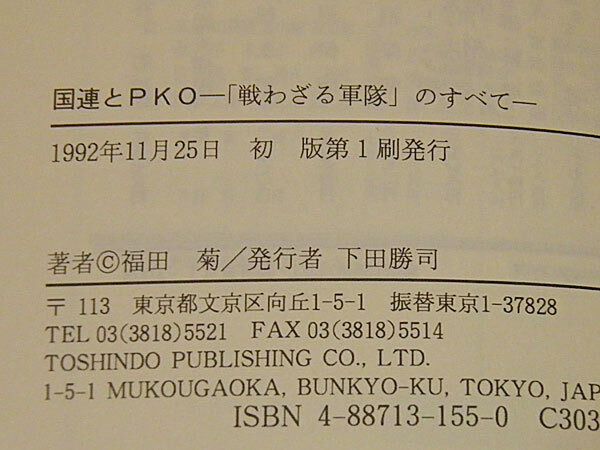 国連とPKO―「戦わざる軍隊」のすべて―
1992年11月25日　初　版第1刷発行
著者©福田　菊／発行者 下田勝司
〒 113　東京都文京区向丘1-5-1　振替東京1-37828
TEL 03(3818)5521　FAX 03(3818)5514
TOSHINDO PUBLISHING CO., LTD.
1-5-1 MUKOUGAOKA, BUNKYO-KU, TOKYO, JAP
ISBN 4-88713-155-0　C303